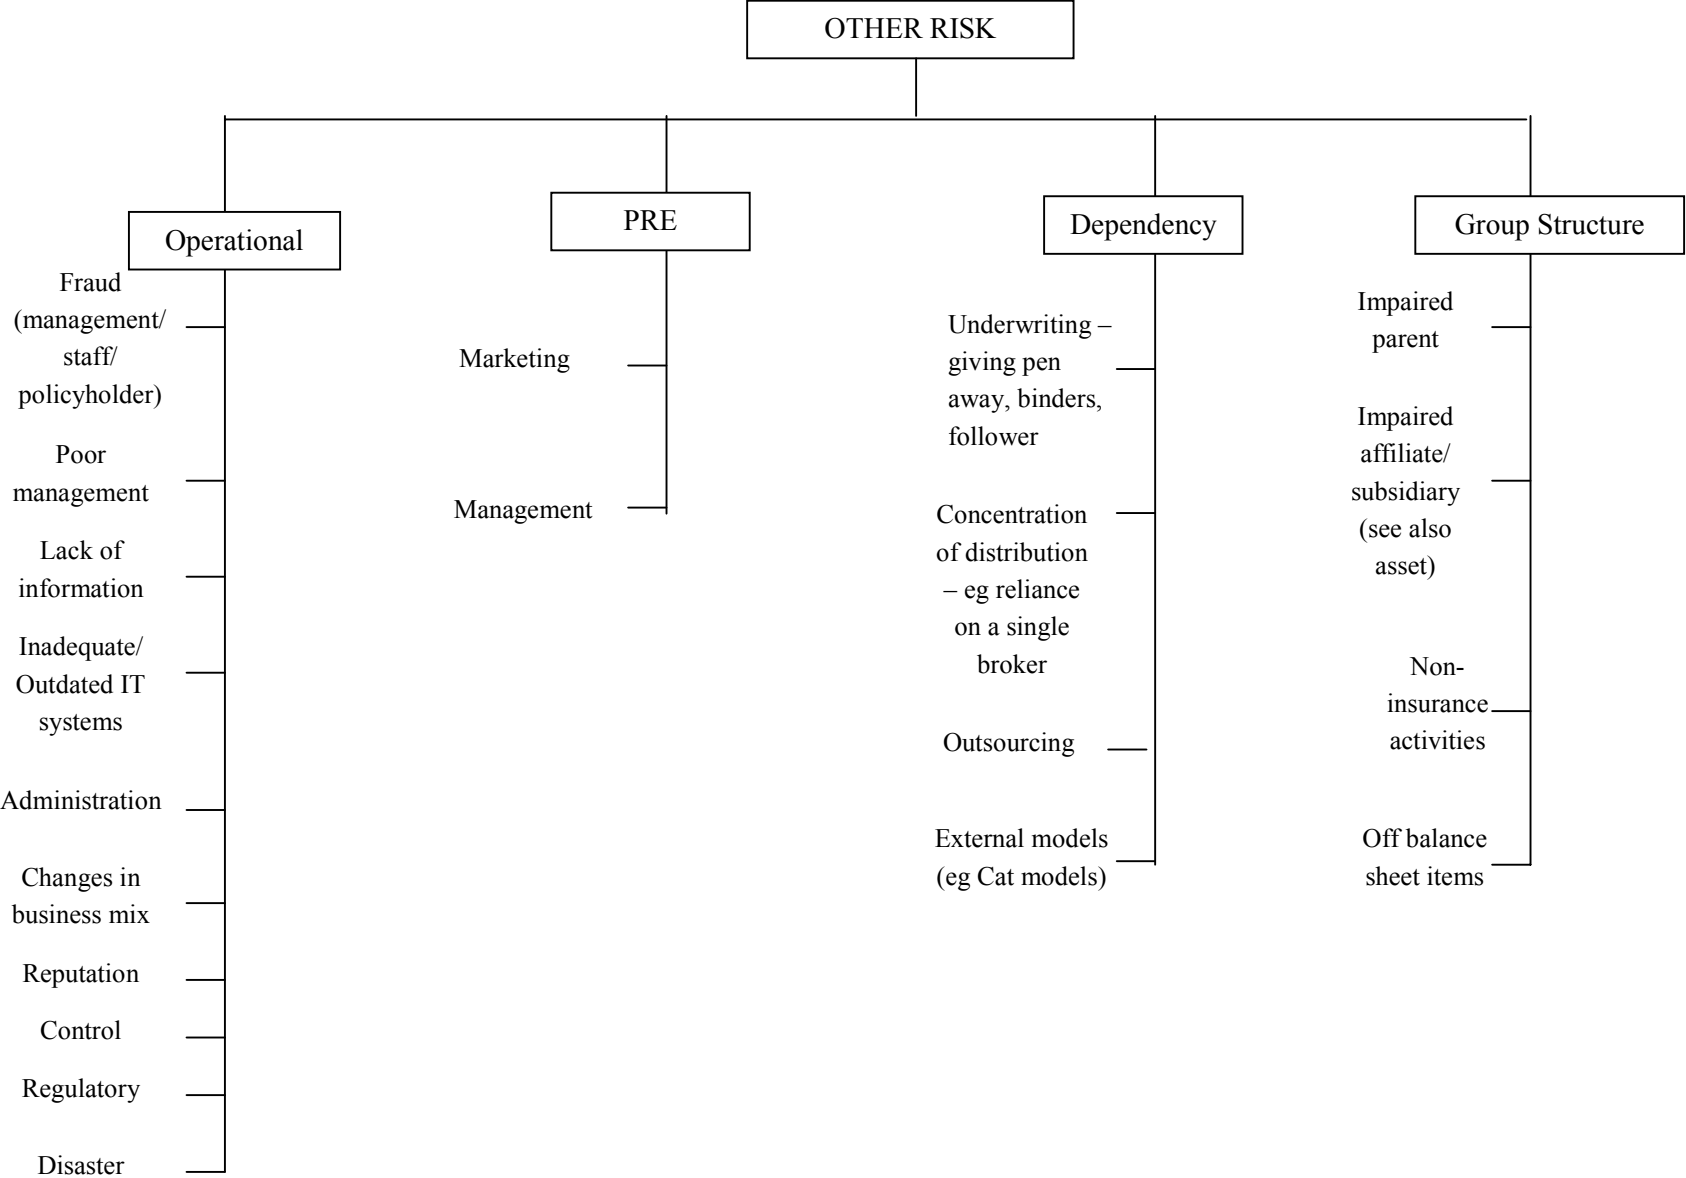 OTHER RISK
Operational
Fraud
(management/
staff/
policyholder)
Poor
management
Lack of
information
Inadequate/
Outdated IT
systems
Administration
Changes in
business mix
Reputation
Control
Regulatory
Disaster
PRE
Marketing
Management
Dependency
Underwriting –
giving pen
away, binders,
follower
Concentration
of distribution
– eg reliance
on a single
broker
Outsourcing
External models
(eg Cat models)
Group Structure
Impaired
parent
Impaired
affiliate/
subsidiary
(see also
asset)
Non-
insurance
activities
Off balance
sheet items